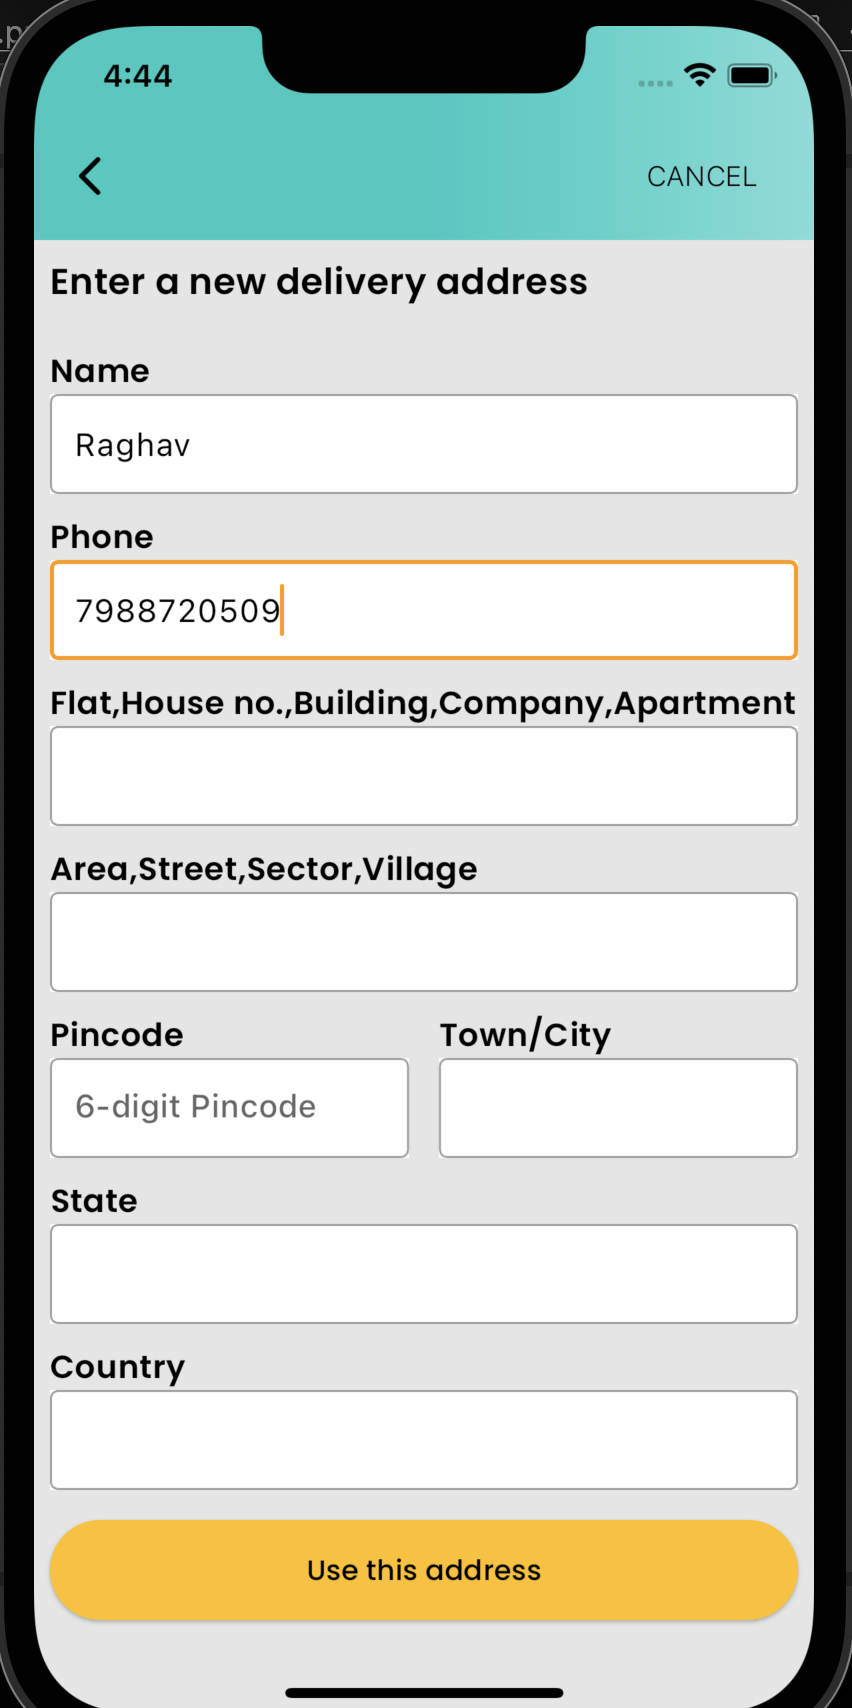 4:44
CANCEL
Enter a new delivery address
Name
Raghav
Phone
7988720509
Flat,House no.,Building,Company,Apartment
Area,Street,Sector,Village
Pincode Town/City
6-digit Pincode
State
Country
Use this address